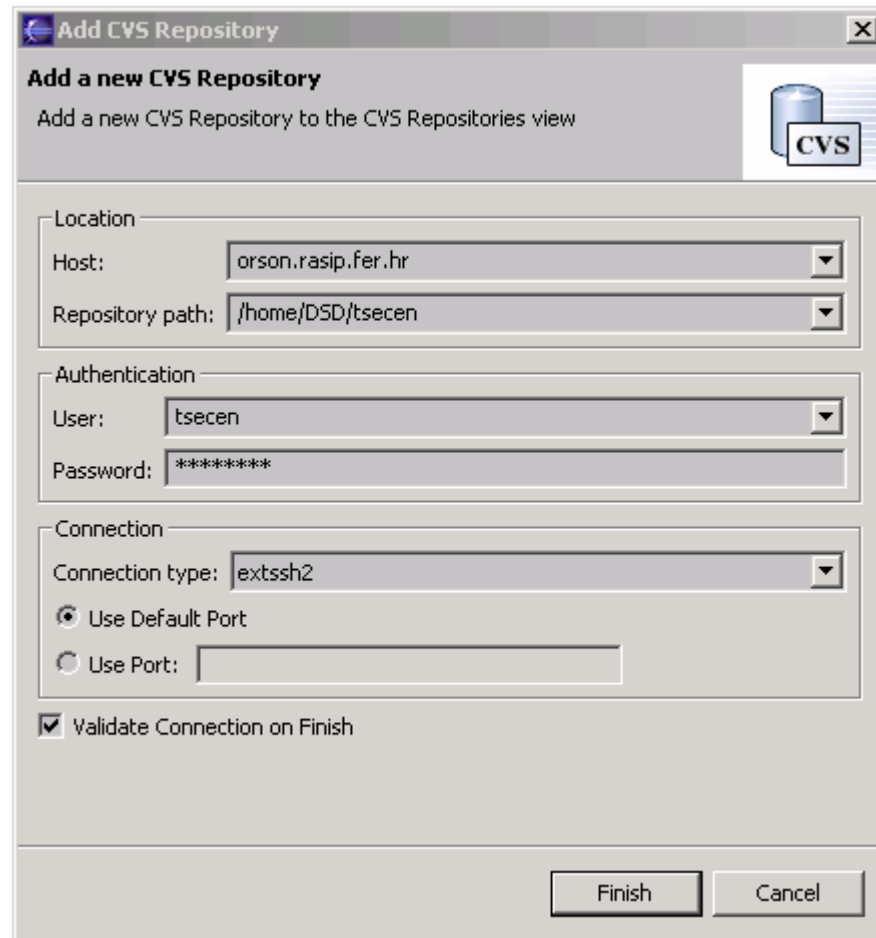 Add CVS Repository
Add a new CVS Repository
Add a new CVS Repository to the CVS Repositories view
CVS
Location
Host: orson.rasip.fer.hr
Repository path: /home/DSD/tsecen
Authentication
User: tsecen
Password: ********
Connection
Connection type: extssh2
Use Default Port
Use Port:
Validate Connection on Finish
Finish Cancel